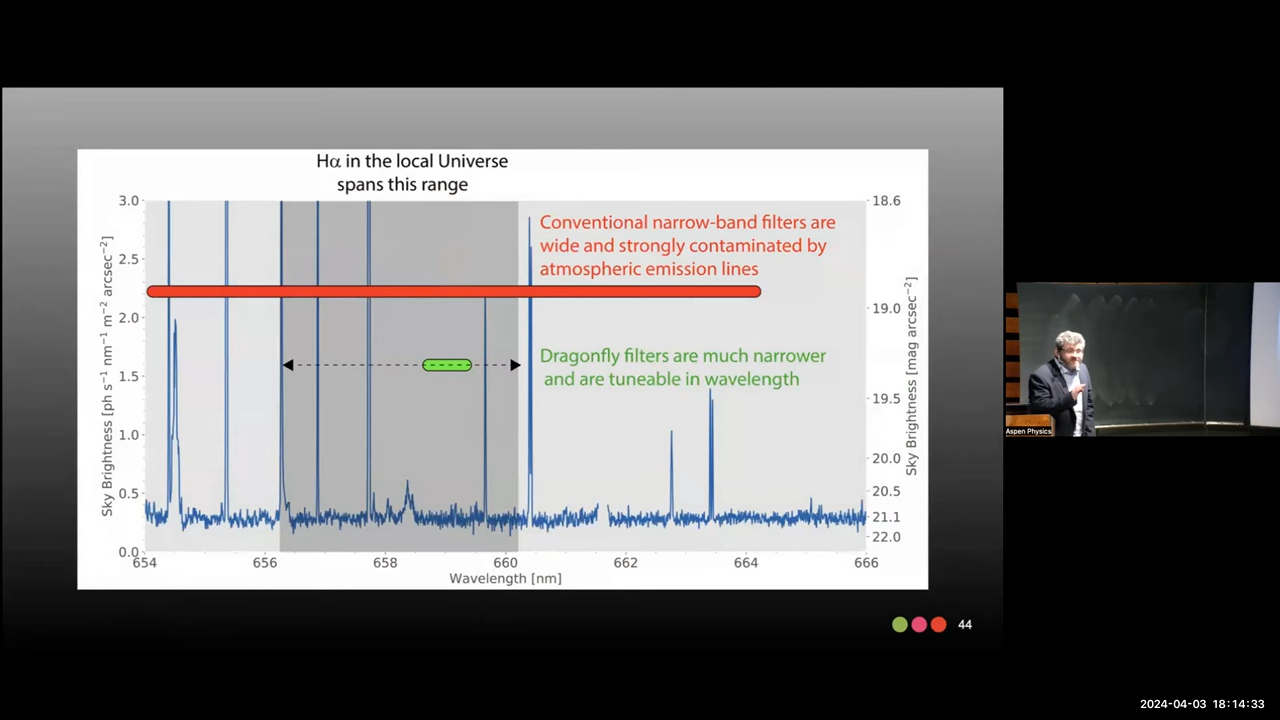 Hα in the local Universe
spans this range
Conventional narrow-band filters are
wide and strongly contaminated by
atmospheric emission lines
Dragonfly filters are much narrower
and are tuneable in wavelength
Sky Brightness [ph s⁻¹ nm⁻¹ m⁻² arcsec⁻²]
3.0
2.5
2.0
1.5
1.0
0.5
0.0
654
656
658
660
662
664
666
Wavelength [nm]
18.6
19.0
19.5
20.0
20.5
21.1
22.0
Sky Brightness [mag arcsec⁻²]
44
Aspen Physics
2024-04-03 18:14:33